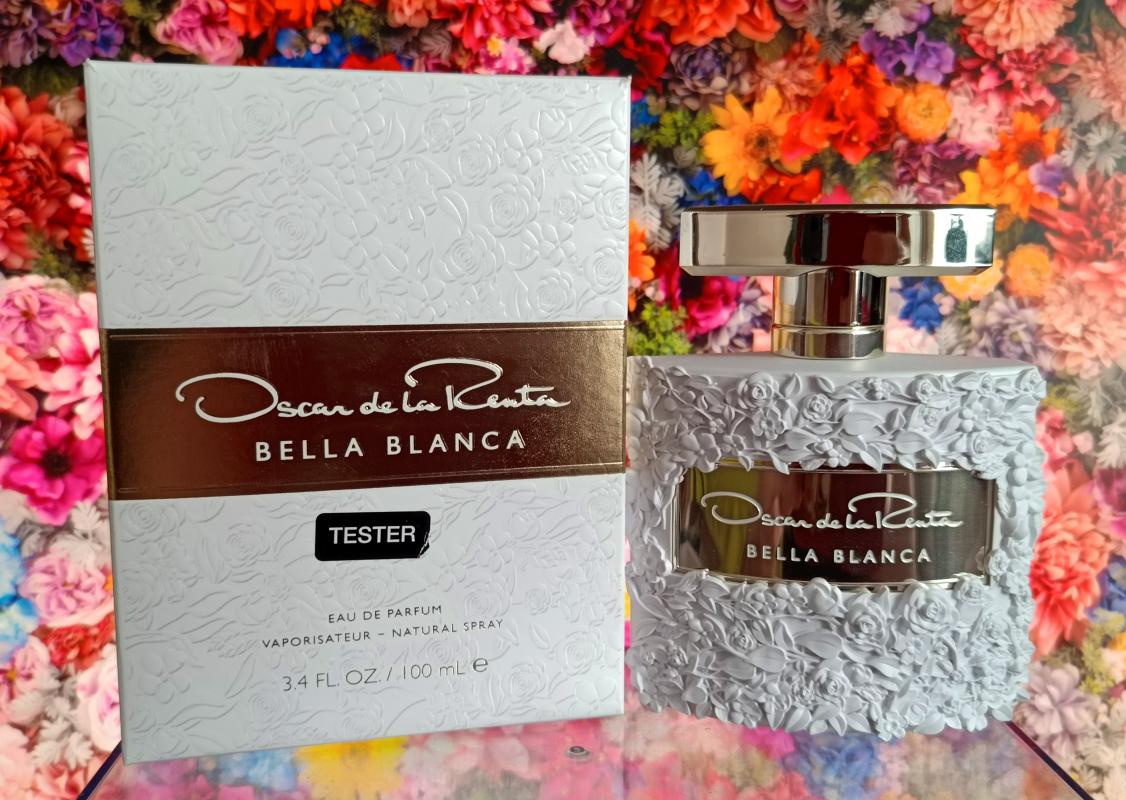 Oscar de la Renta
BELLA BLANCA
TESTER
EAU DE PARFUM
VAPORISATEUR – NATURAL SPRAY
3.4 FL. OZ. / 100 mL ℮
Oscar de la Renta
BELLA BLANCA